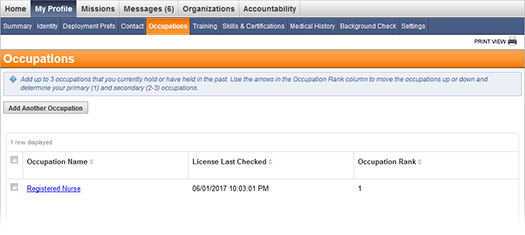 Home My Profile Missions Messages (6) Organizations Accountability
Summary Identity Deployment Prefs Contact Occupations Training Skills & Certifications Medical History Background Check Settings
PRINT VIEW
Occupations
Add up to 3 occupations that you currently hold or have held in the past. Use the arrows in the Occupation Rank column to move the occupations up or down and
determine your primary (1) and secondary (2-3) occupations.
Add Another Occupation
1 row displayed
Occupation Name License Last Checked Occupation Rank
Registered Nurse 06/01/2017 10:03:01 PM 1